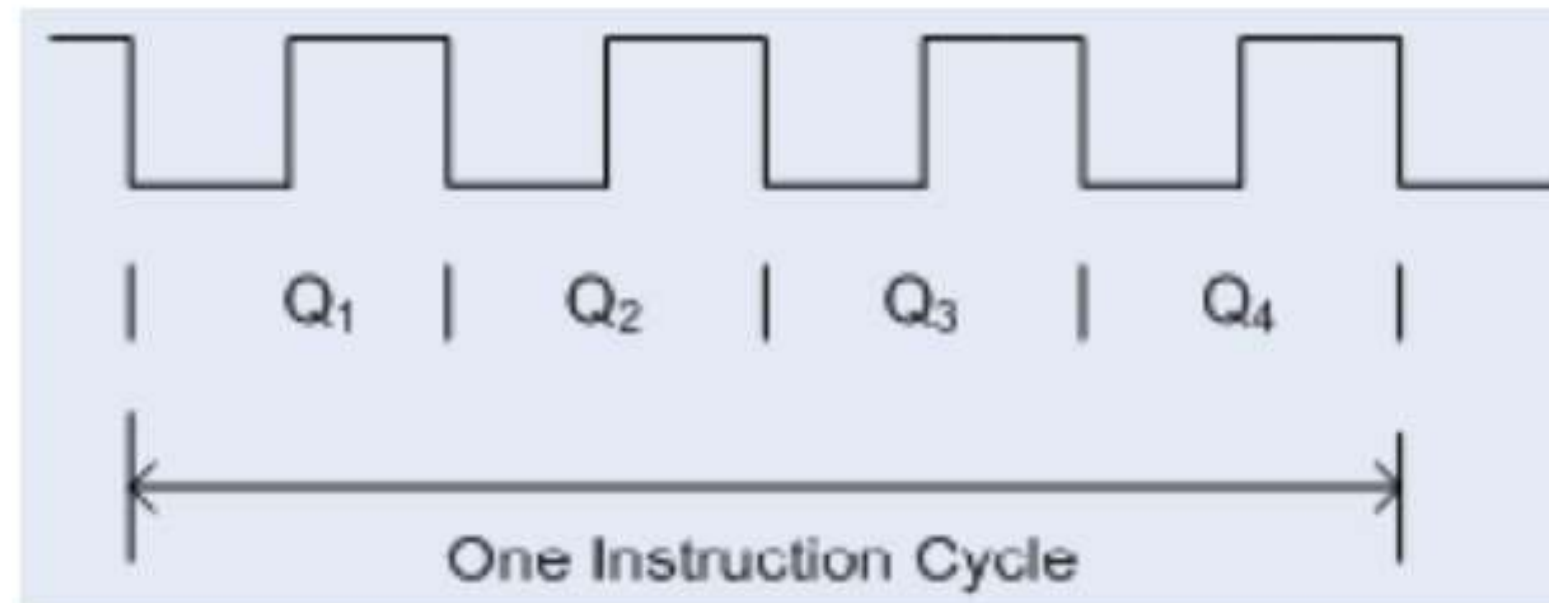 Q₁ Q₂ Q₃ Q₄
One Instruction Cycle